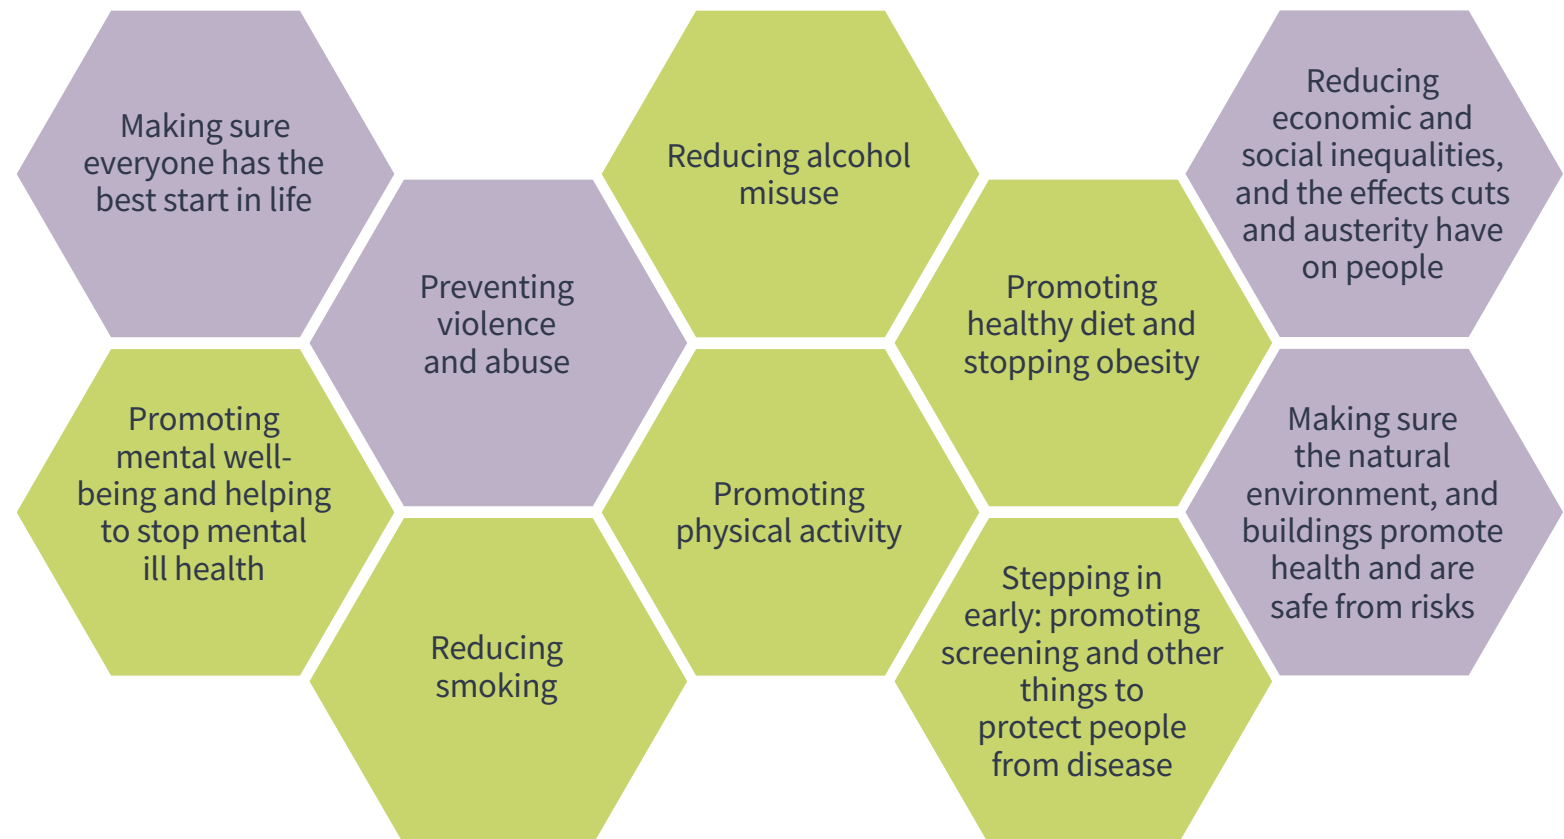 Making sure
everyone has the
best start in life
Preventing
violence
and abuse
Reducing alcohol
misuse
Promoting
healthy diet and
stopping obesity
Reducing
economic and
social inequalities,
and the effects cuts
and austerity have
on people
Promoting
mental well-
being and helping
to stop mental
ill health
Reducing
smoking
Promoting
physical activity
Stepping in
early: promoting
screening and other
things to
protect people
from disease
Making sure
the natural
environment, and
buildings promote
health and are
safe from risks